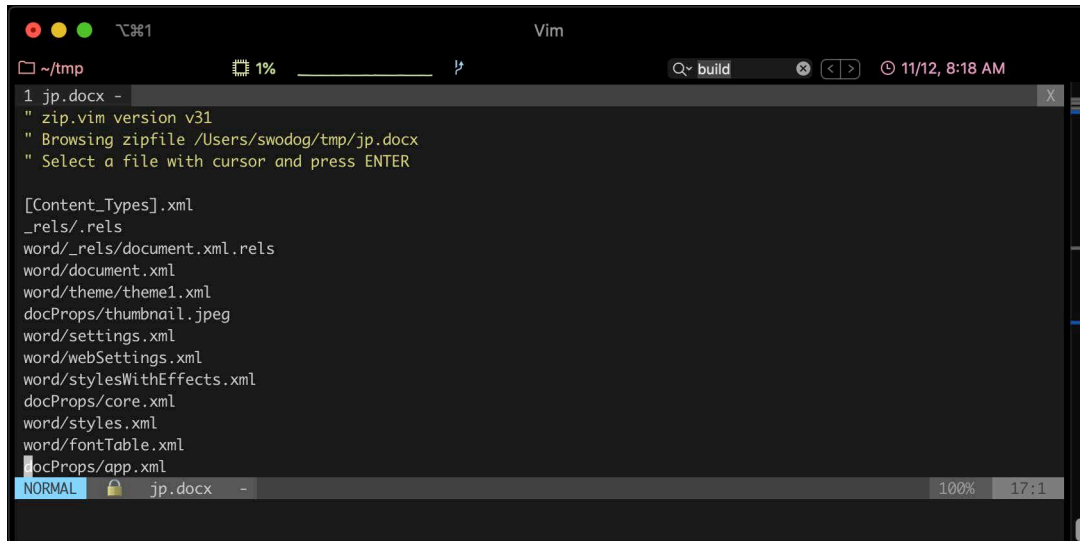 ⌥⌘1 Vim
~/tmp 1% build 11/12, 8:18 AM
1 jp.docx - X
" zip.vim version v31
" Browsing zipfile /Users/swodog/tmp/jp.docx
" Select a file with cursor and press ENTER
[Content_Types].xml
_rels/.rels
word/_rels/document.xml.rels
word/document.xml
word/theme/theme1.xml
docProps/thumbnail.jpeg
word/settings.xml
word/webSettings.xml
word/stylesWithEffects.xml
docProps/core.xml
word/styles.xml
word/fontTable.xml
docProps/app.xml
NORMAL jp.docx - 100% 17:1